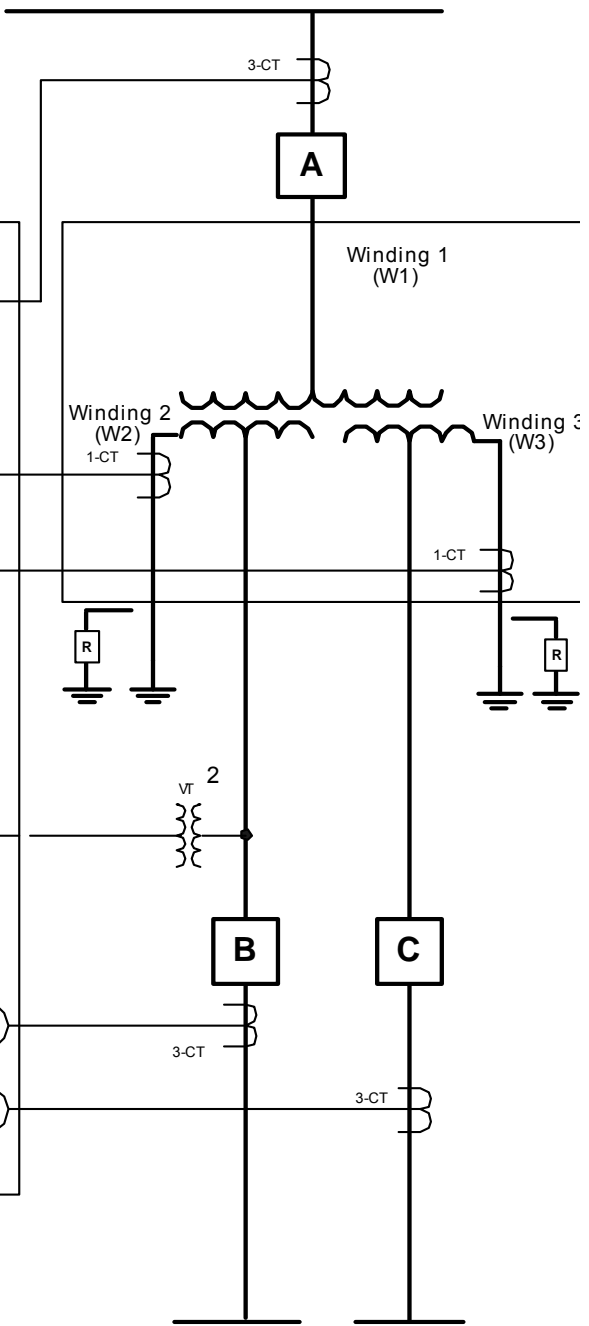 3-CT
A
Winding 1
(W1)
Winding 2
(W2)
Winding 3
(W3)
1-CT
1-CT
R
R
VT 2
B
C
3-CT
3-CT